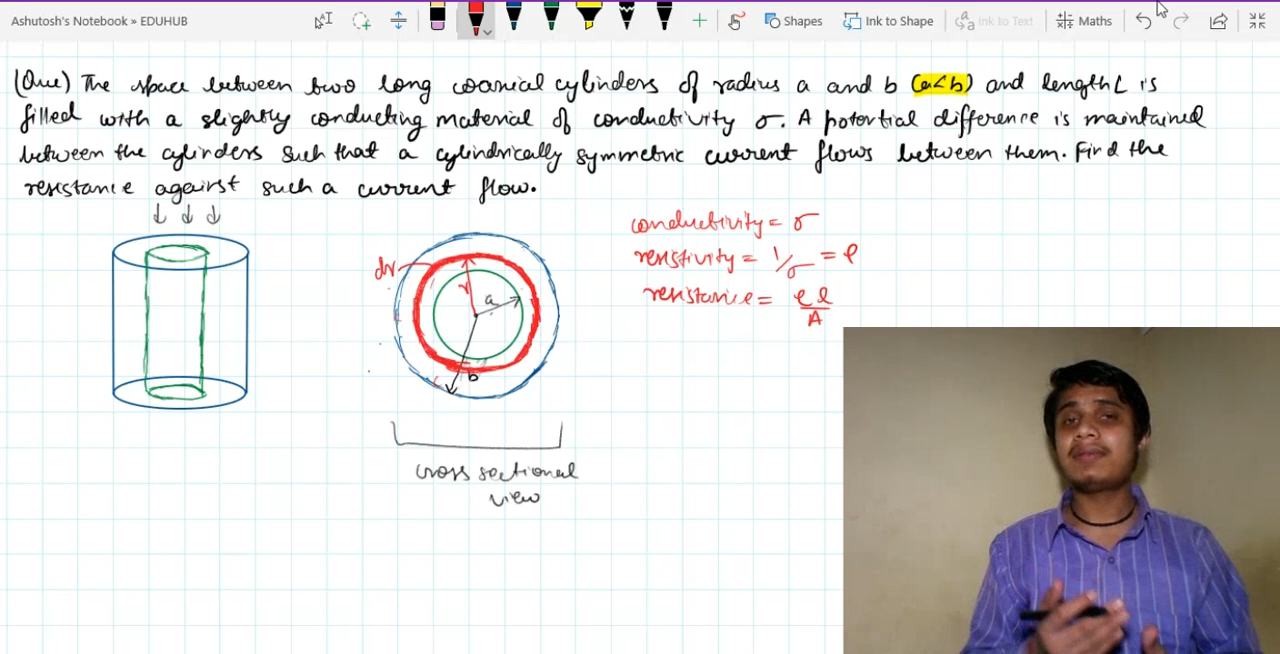 Ashutosh's Notebook » EDUHUB
Shapes
Ink to Shape
Ink to Text
Maths
(Que) The space between two long coaxial cylinders of radius a and b (a<b) and length L is
filled with a slightly conducting material of conductivity σ. A potential difference is maintained
between the cylinders such that a cylindrically symmetric current flows between them. Find the
resistance against such a current flow.
conductivity = σ
resistivity = 1/σ = ρ
resistance = ρl/A
dr
r
a
b
cross sectional
view